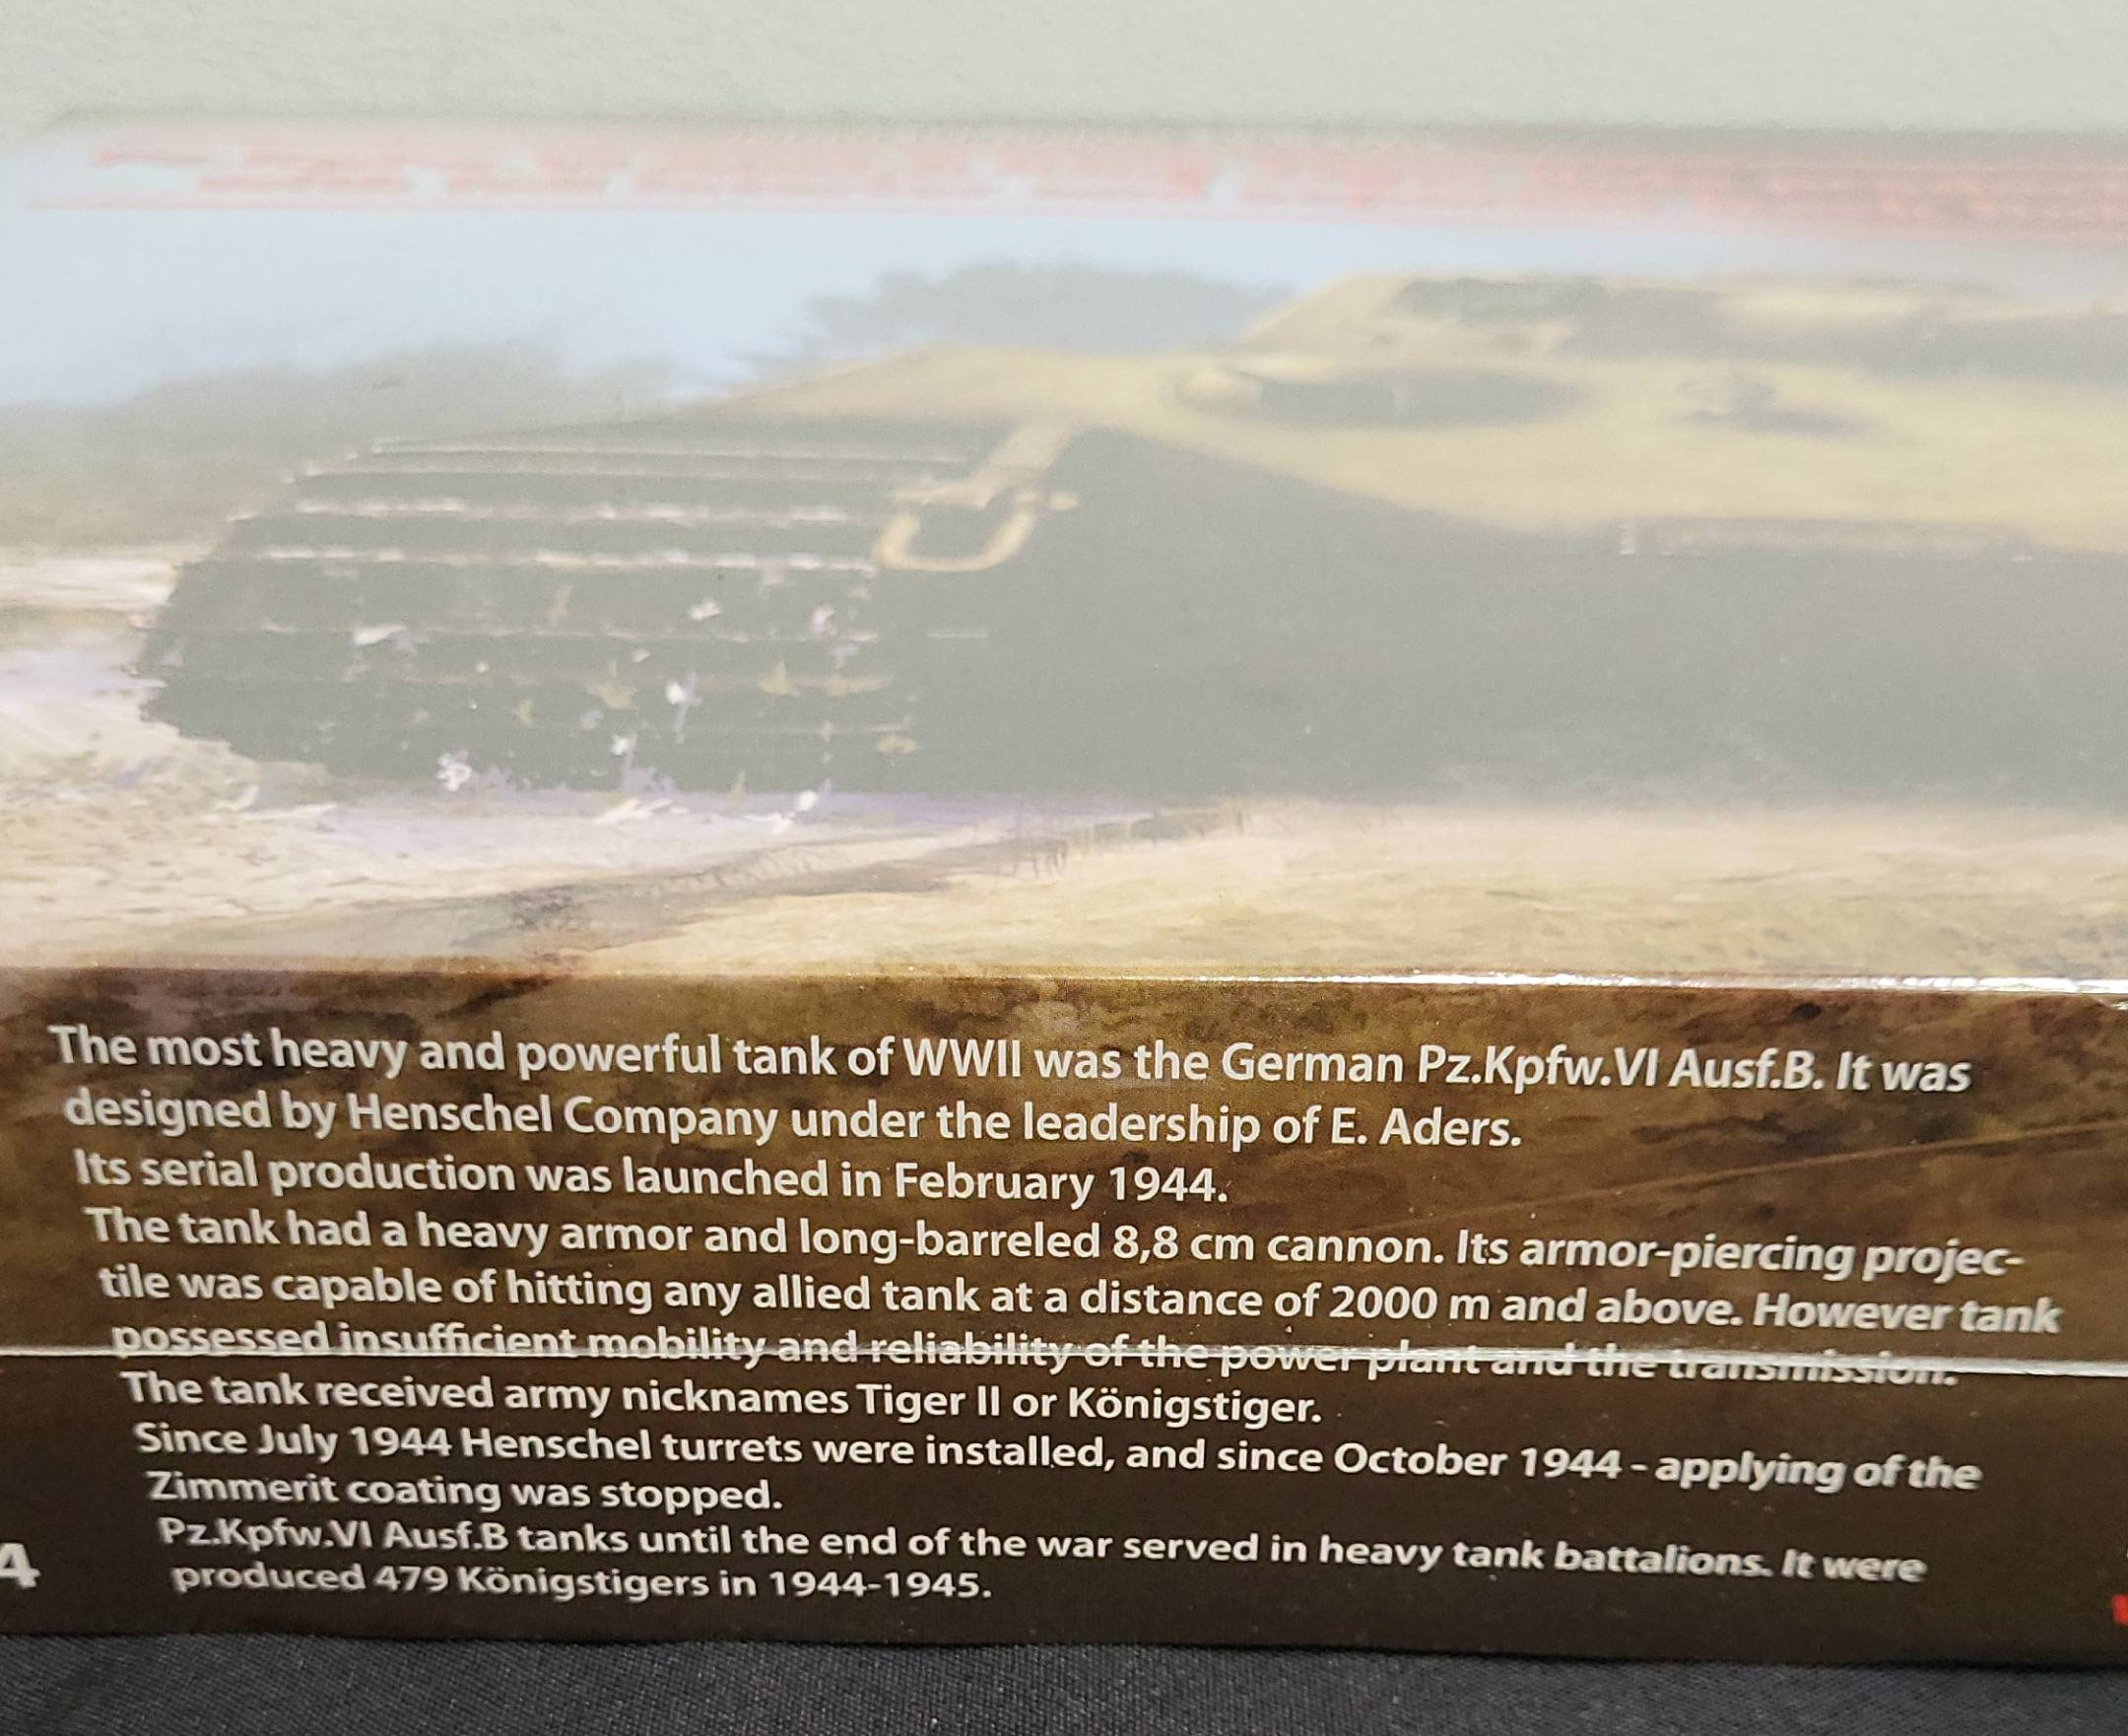 The most heavy and powerful tank of WWII was the German Pz.Kpfw.VI Ausf.B. It was
designed by Henschel Company under the leadership of E. Aders.
Its serial production was launched in February 1944.
The tank had a heavy armor and long-barreled 8,8 cm cannon. Its armor-piercing projec-
tile was capable of hitting any allied tank at a distance of 2000 m and above. However tank
possessed insufficient mobility and reliability of the power plant and the transmission.
The tank received army nicknames Tiger II or Königstiger.
Since July 1944 Henschel turrets were installed, and since October 1944 - applying of the
Zimmerit coating was stopped.
Pz.Kpfw.VI Ausf.B tanks until the end of the war served in heavy tank battalions. It were
produced 479 Königstigers in 1944-1945.